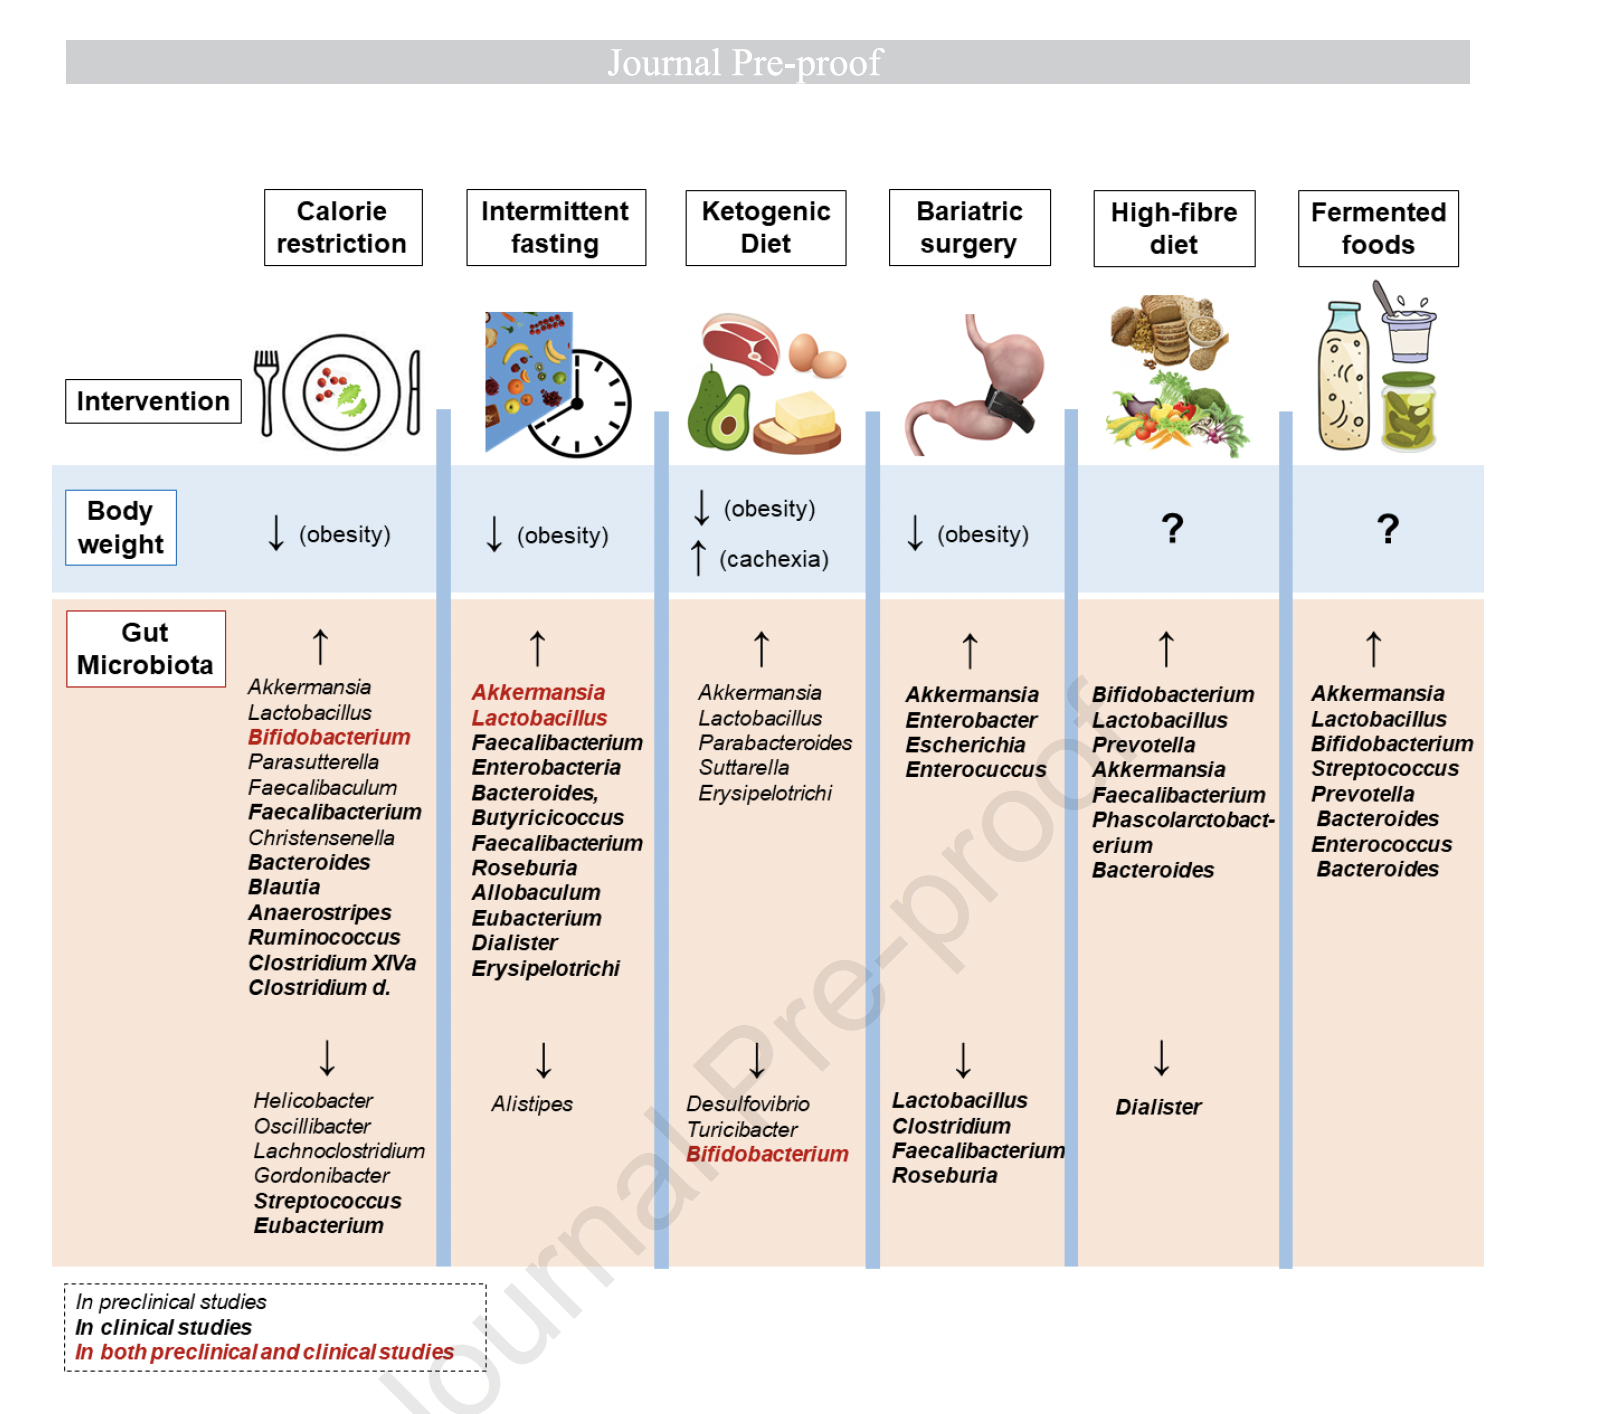 Journal Pre-proof
Calorie
restriction
Intermittent
fasting
Ketogenic
Diet
Bariatric
surgery
High-fibre
diet
Fermented
foods
Intervention
Body
weight
↓ (obesity)
↓ (obesity)
↓ (obesity)
↑ (cachexia)
↓ (obesity)
?
?
Gut
Microbiota
↑
Akkermansia
Lactobacillus
Bifidobacterium
Parasutterella
Faecalibaculum
Faecalibacterium
Christensenella
Bacteroides
Blautia
Anaerostripes
Ruminococcus
Clostridium XIVa
Clostridium d.
↓
Helicobacter
Oscillibacter
Lachnoclostridium
Gordonibacter
Streptococcus
Eubacterium
↑
Akkermansia
Lactobacillus
Faecalibacterium
Enterobacteria
Bacteroides,
Butyricicoccus
Faecalibacterium
Roseburia
Allobaculum
Eubacterium
Dialister
Erysipelotrichi
↓
Alistipes
↑
Akkermansia
Lactobacillus
Parabacteroides
Suttarella
Erysipelotrichi
↓
Desulfovibrio
Turicibacter
Bifidobacterium
↑
Akkermansia
Enterobacter
Escherichia
Enterocuccus
↓
Lactobacillus
Clostridium
Faecalibacterium
Roseburia
↑
Bifidobacterium
Lactobacillus
Prevotella
Akkermansia
Faecalibacterium
Phascolarctobact-
erium
Bacteroides
↓
Dialister
↑
Akkermansia
Lactobacillus
Bifidobacterium
Streptococcus
Prevotella
Bacteroides
Enterococcus
Bacteroides
In preclinical studies
In clinical studies
In both preclinical and clinical studies
Journal Pre-proof